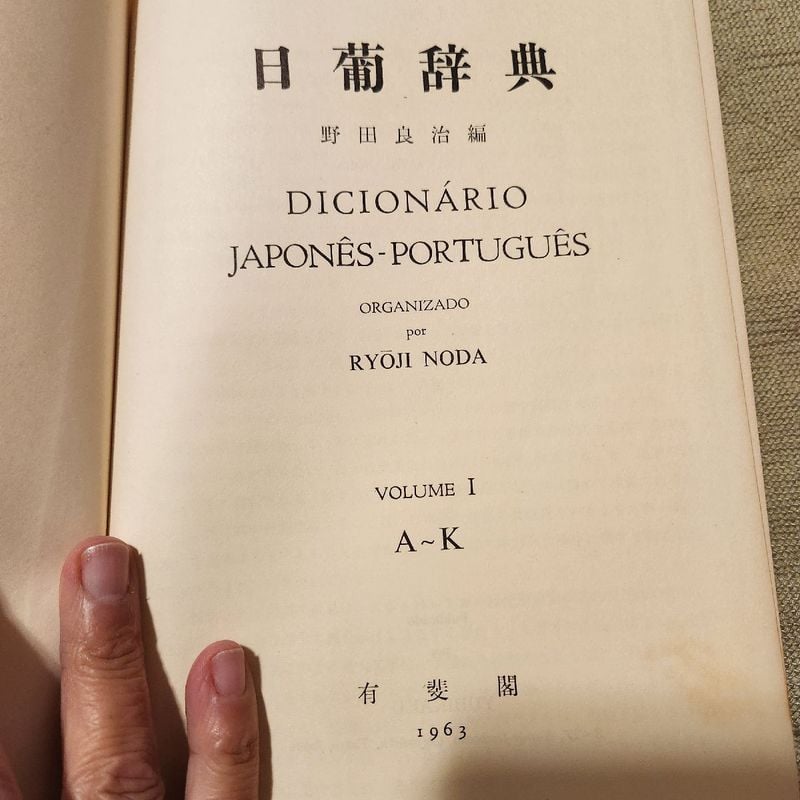 日葡辞典
野田良治編
DICIONÁRIO
JAPONÊS-PORTUGUÊS
ORGANIZADO
por
RYŌJI NODA
VOLUME I
A~K
有斐閣
1963